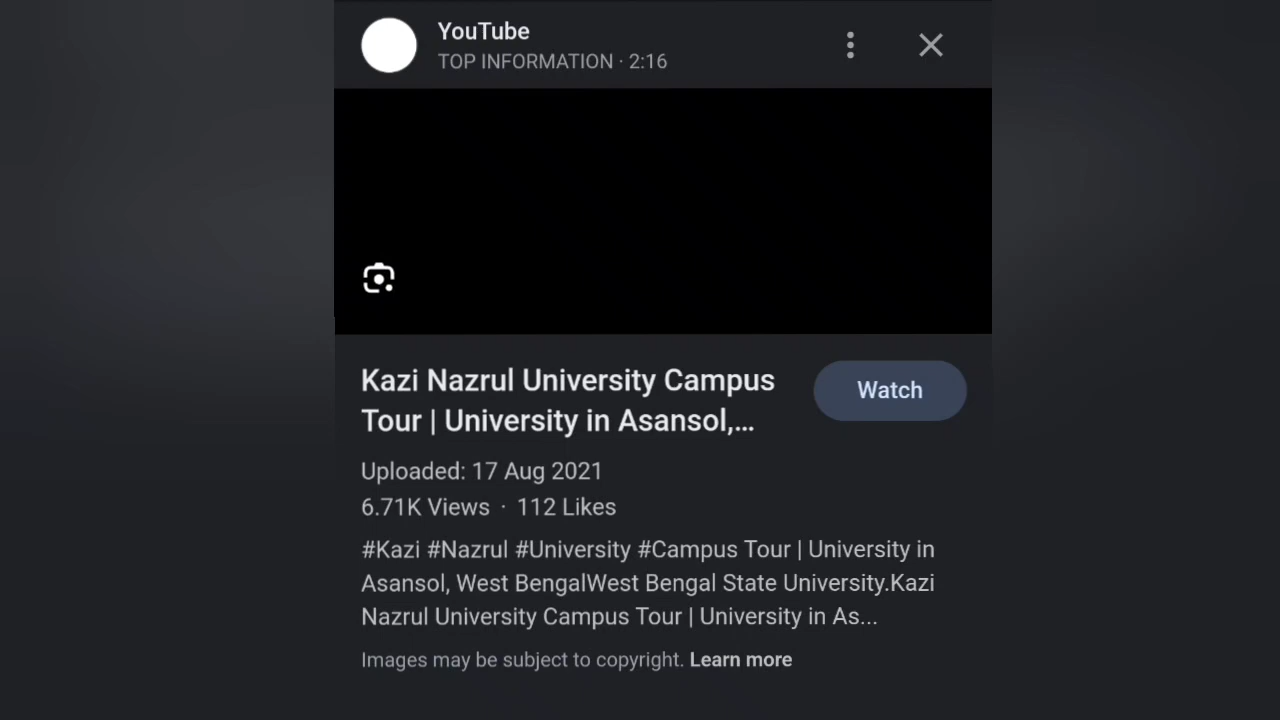 YouTube
TOP INFORMATION · 2:16
Kazi Nazrul University Campus
Tour | University in Asansol,...
Watch
Uploaded: 17 Aug 2021
6.71K Views · 112 Likes
#Kazi #Nazrul #University #Campus Tour | University in
Asansol, West BengalWest Bengal State University.Kazi
Nazrul University Campus Tour | University in As...
Images may be subject to copyright. Learn more